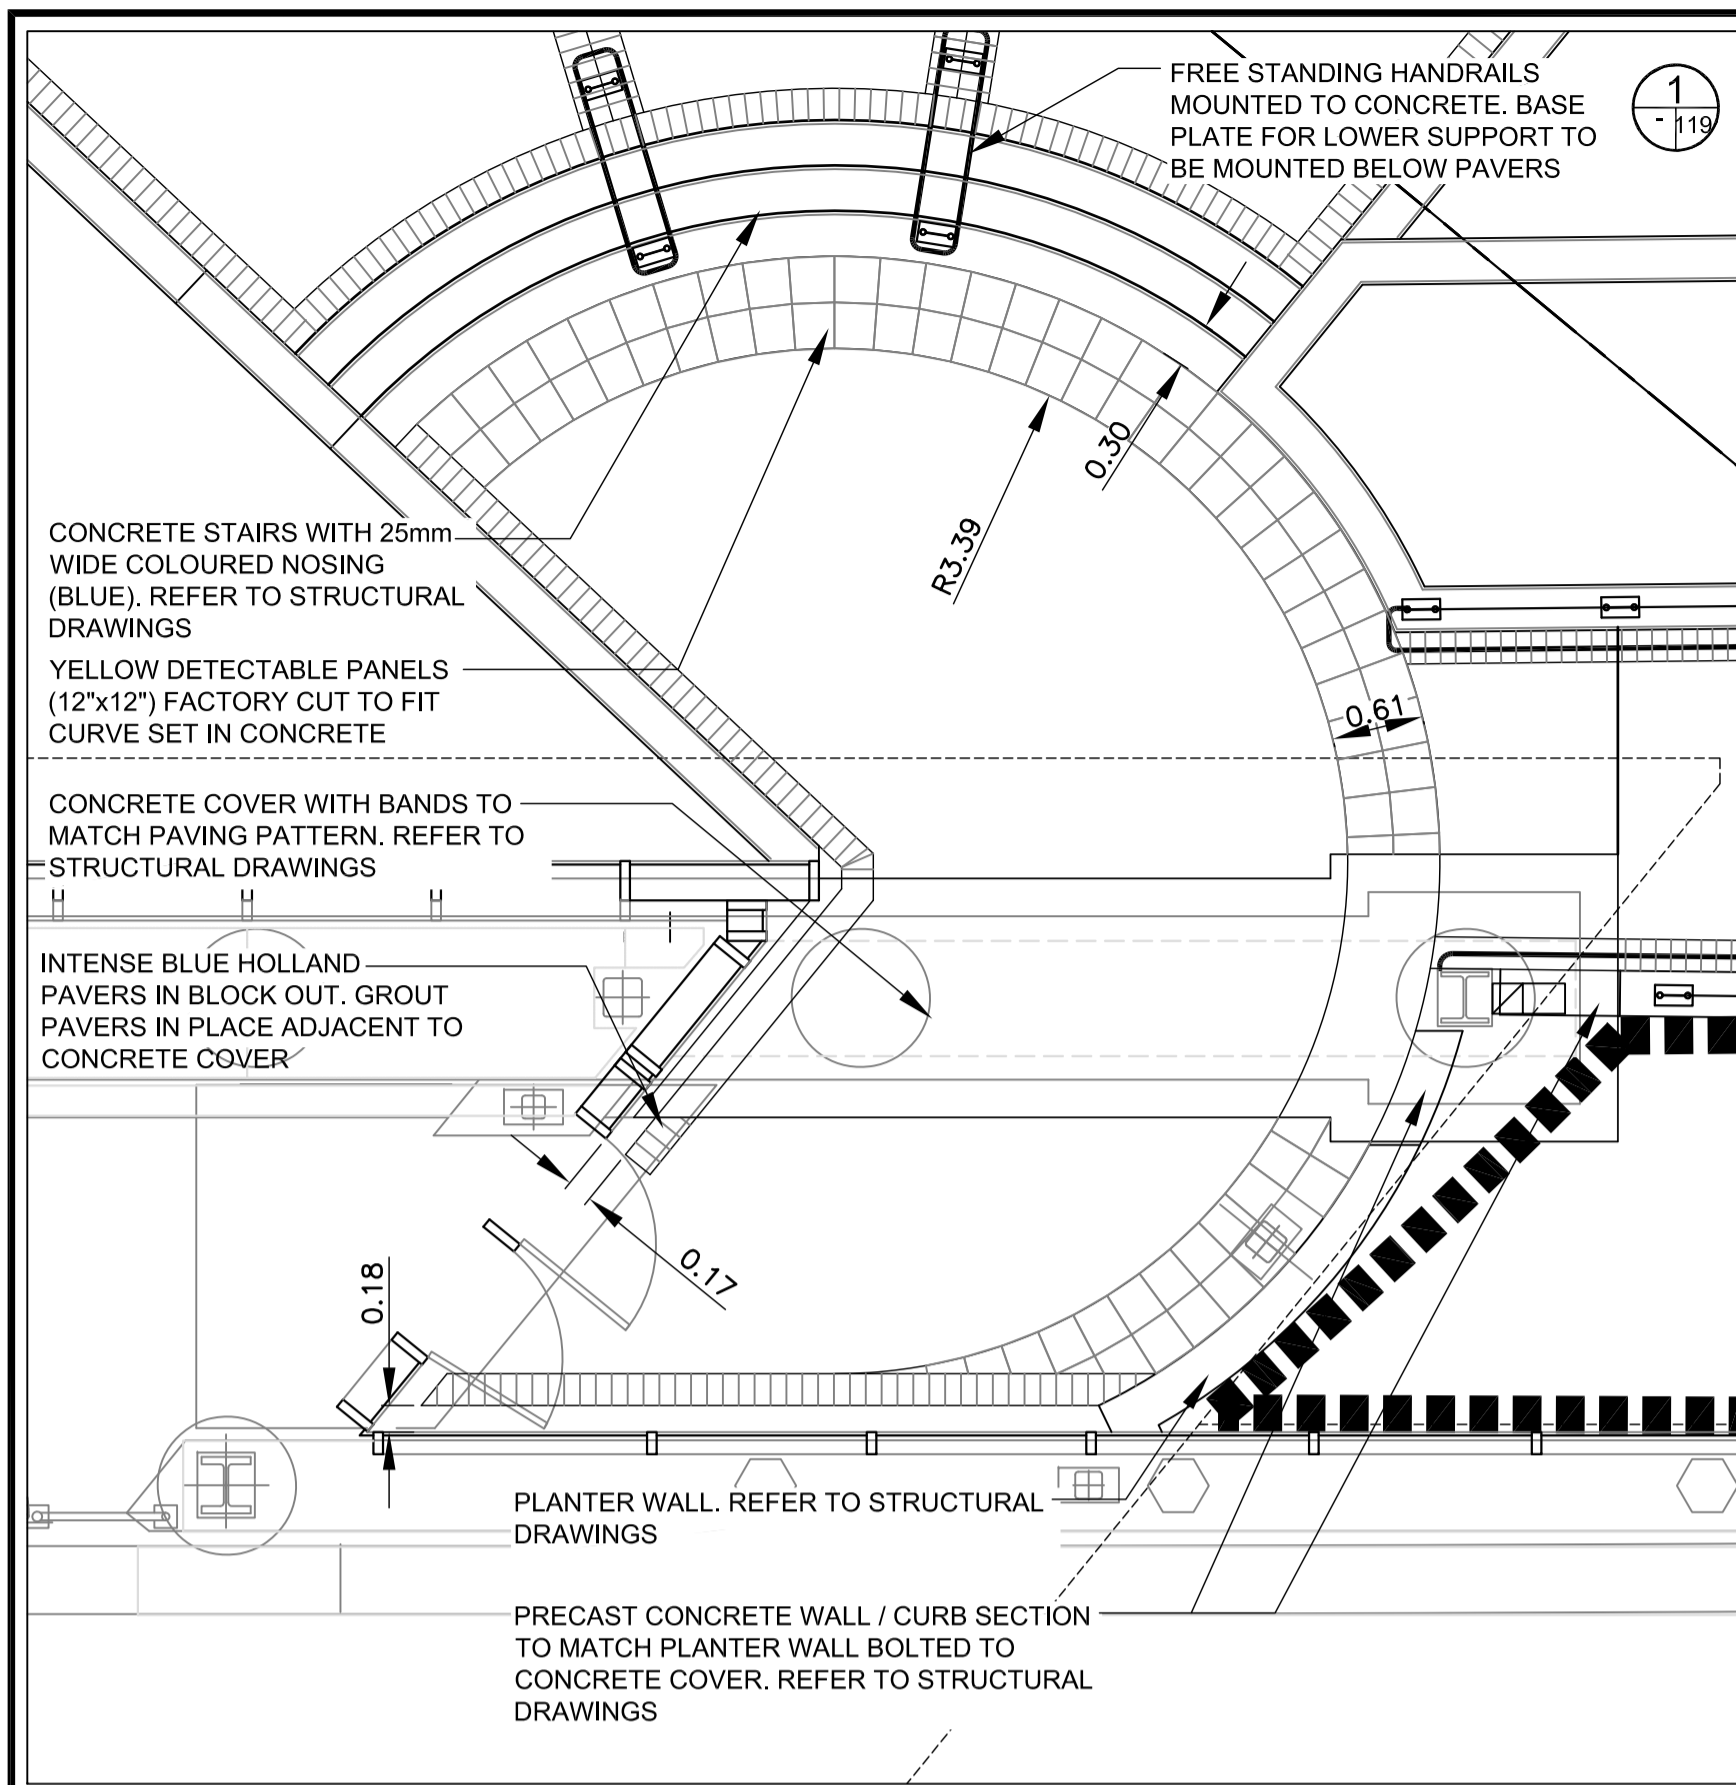 FREE STANDING HANDRAILS
MOUNTED TO CONCRETE. BASE
PLATE FOR LOWER SUPPORT TO
BE MOUNTED BELOW PAVERS
1
- 119
0.30
R3.39
CONCRETE STAIRS WITH 25mm
WIDE COLOURED NOSING
(BLUE). REFER TO STRUCTURAL
DRAWINGS
YELLOW DETECTABLE PANELS
(12"x12") FACTORY CUT TO FIT
CURVE SET IN CONCRETE
0.61
CONCRETE COVER WITH BANDS TO
MATCH PAVING PATTERN. REFER TO
STRUCTURAL DRAWINGS
INTENSE BLUE HOLLAND
PAVERS IN BLOCK OUT. GROUT
PAVERS IN PLACE ADJACENT TO
CONCRETE COVER
0.17
0.18
PLANTER WALL. REFER TO STRUCTURAL
DRAWINGS
PRECAST CONCRETE WALL / CURB SECTION
TO MATCH PLANTER WALL BOLTED TO
CONCRETE COVER. REFER TO STRUCTURAL
DRAWINGS